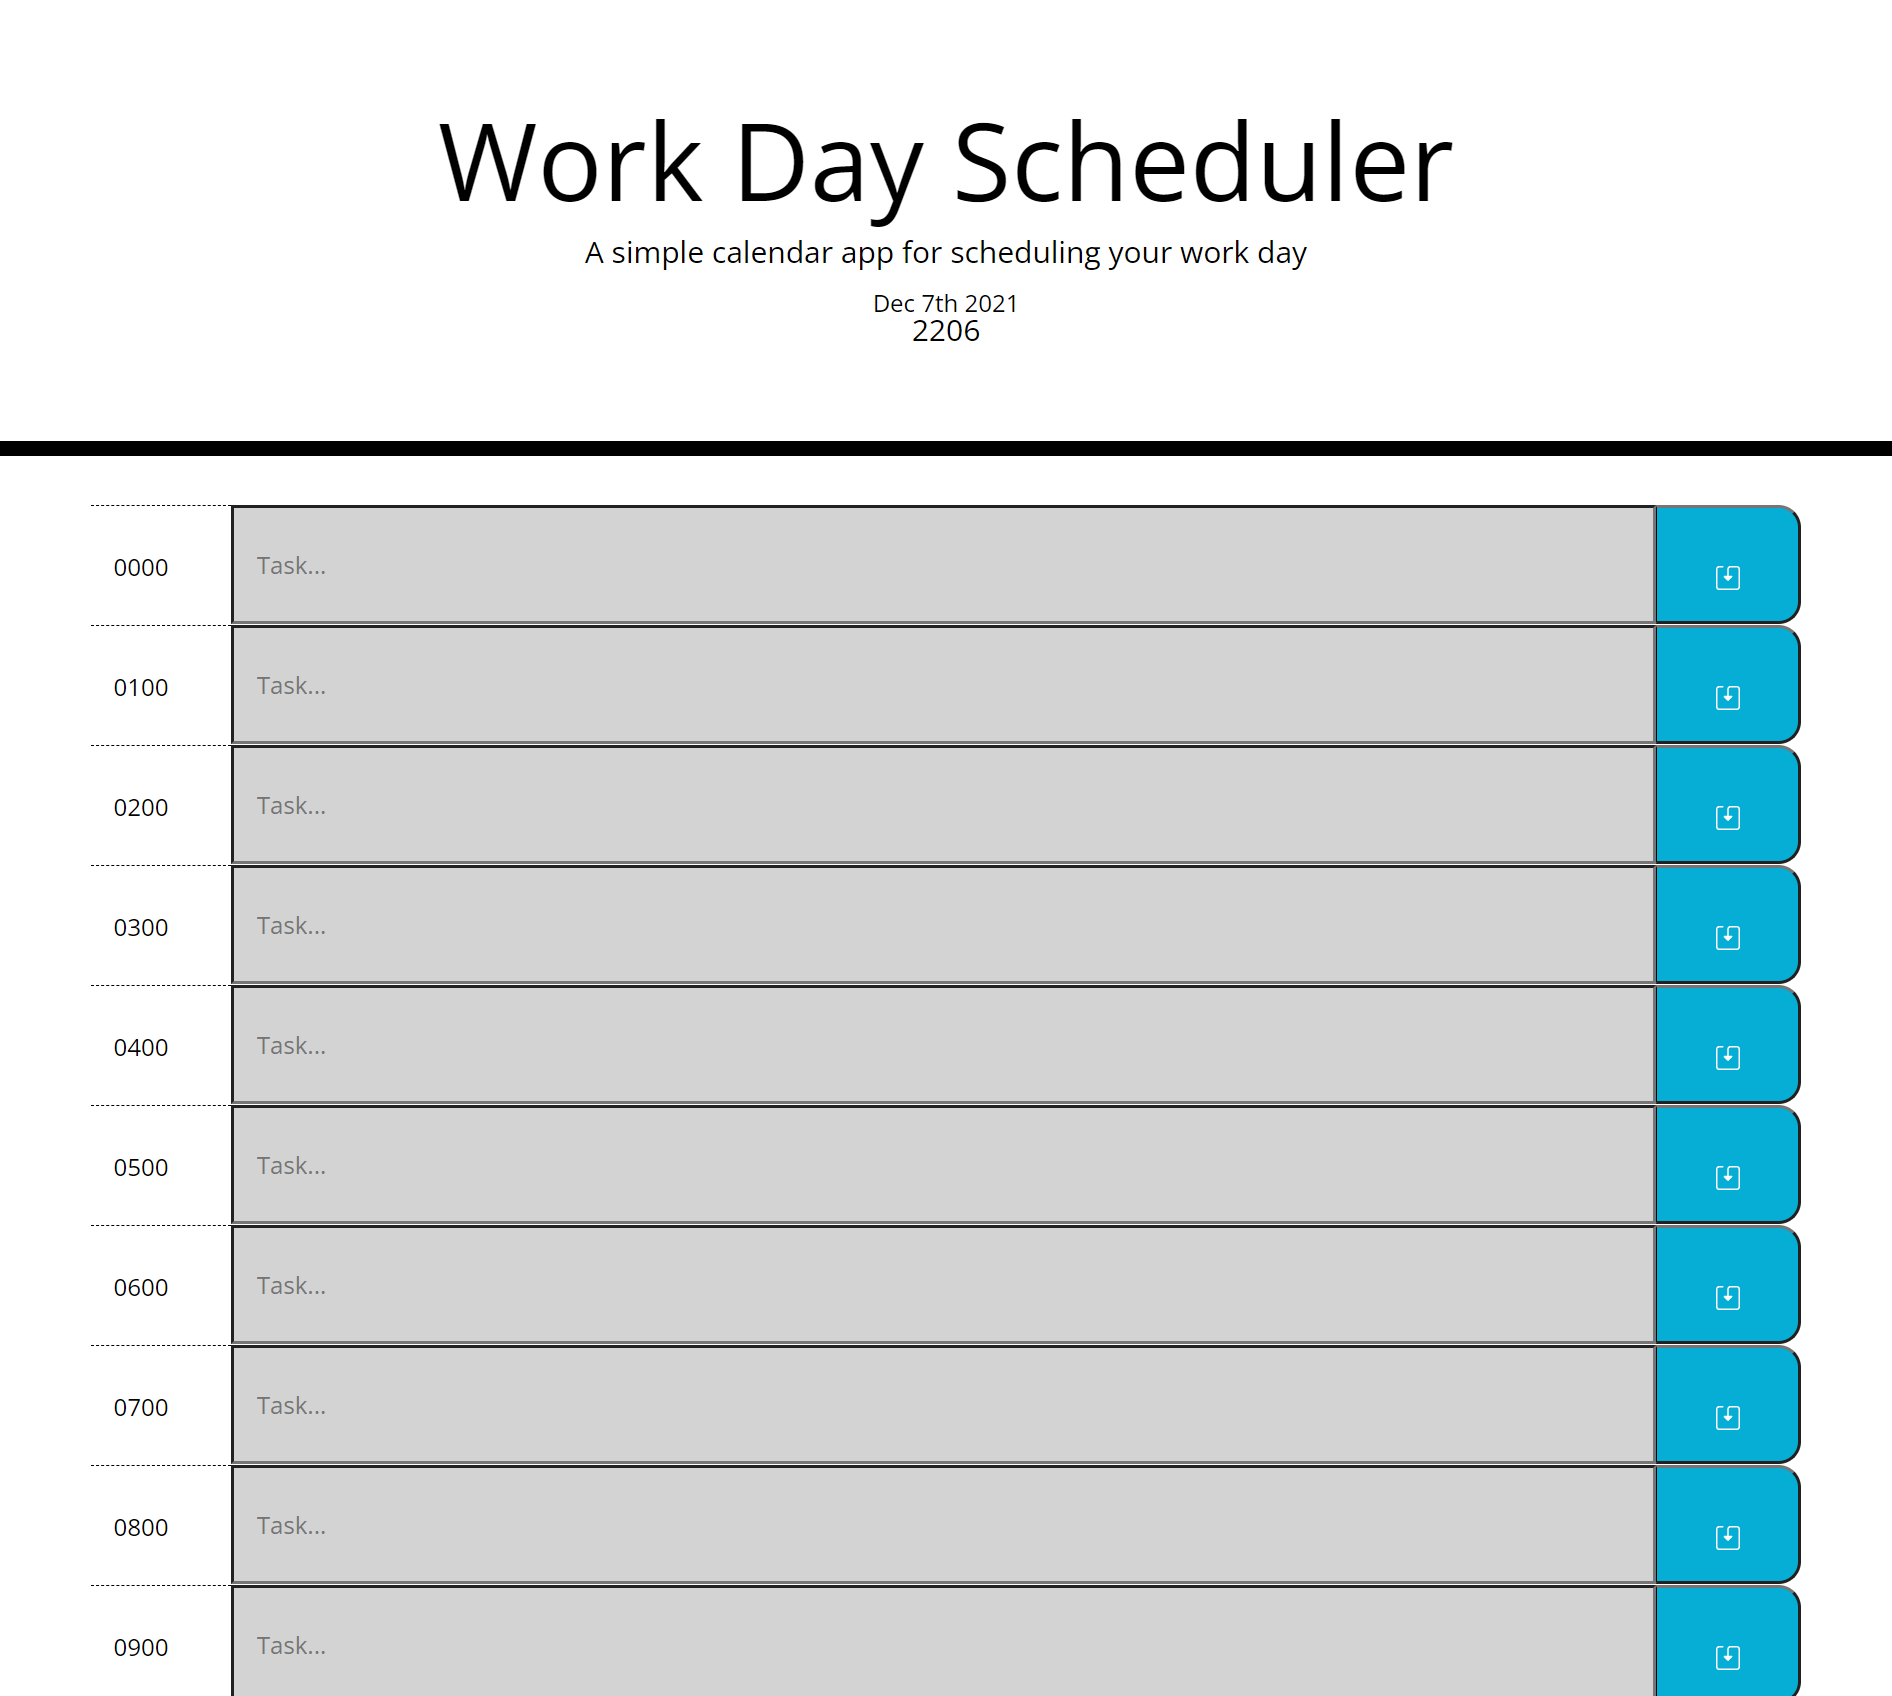 Work Day Scheduler
A simple calendar app for scheduling your work day
Dec 7th 2021
2206
0000 Task...
0100 Task...
0200 Task...
0300 Task...
0400 Task...
0500 Task...
0600 Task...
0700 Task...
0800 Task...
0900 Task...